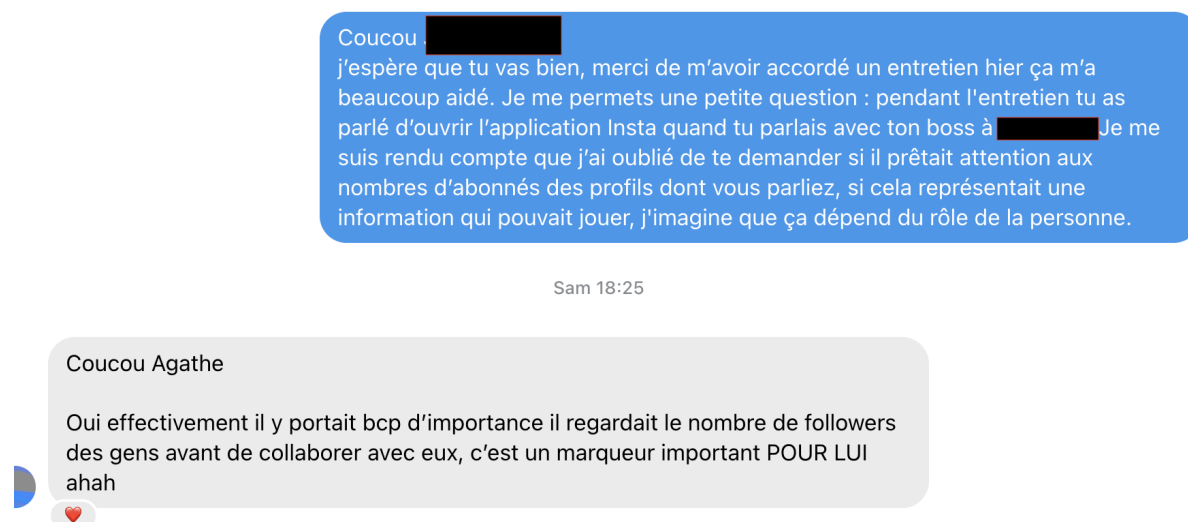 Coucou
j’espère que tu vas bien, merci de m’avoir accordé un entretien hier ça m’a
beaucoup aidé. Je me permets une petite question : pendant l'entretien tu as
parlé d’ouvrir l’application Insta quand tu parlais avec ton boss à Je me
suis rendu compte que j’ai oublié de te demander si il prêtait attention aux
nombres d’abonnés des profils dont vous parliez, si cela représentait une
information qui pouvait jouer, j'imagine que ça dépend du rôle de la personne.
Sam 18:25
Coucou Agathe
Oui effectivement il y portait bcp d’importance il regardait le nombre de followers
des gens avant de collaborer avec eux, c’est un marqueur important POUR LUI
ahah